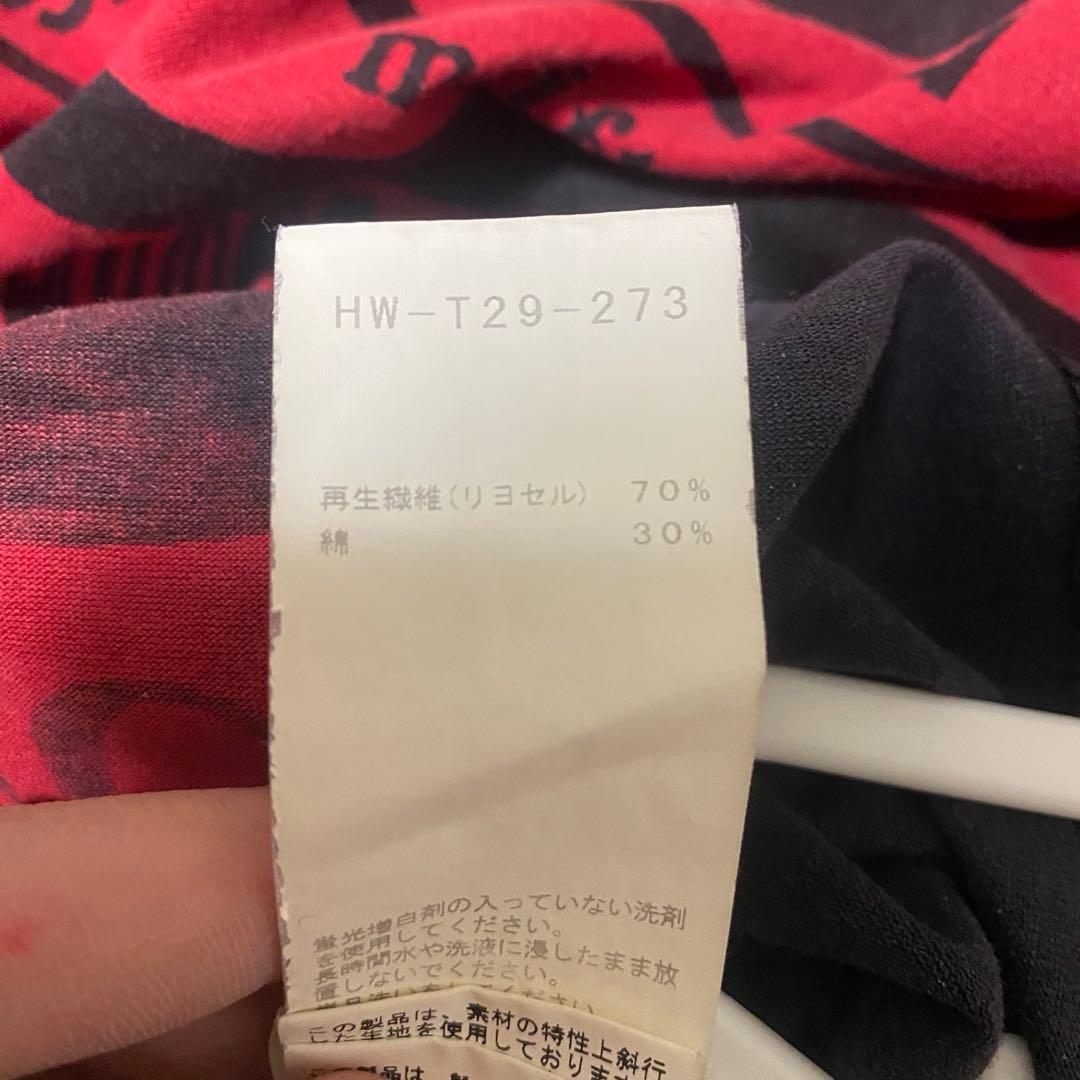 HW-T29-273
再生繊維(リヨセル) 70%
綿 30%
蛍光増白剤の入っていない洗剤
を使用してください。
長時間水や洗液に浸したまま放
置しないでください。
この製品は、素材の特性上斜行
した生地を使用しております